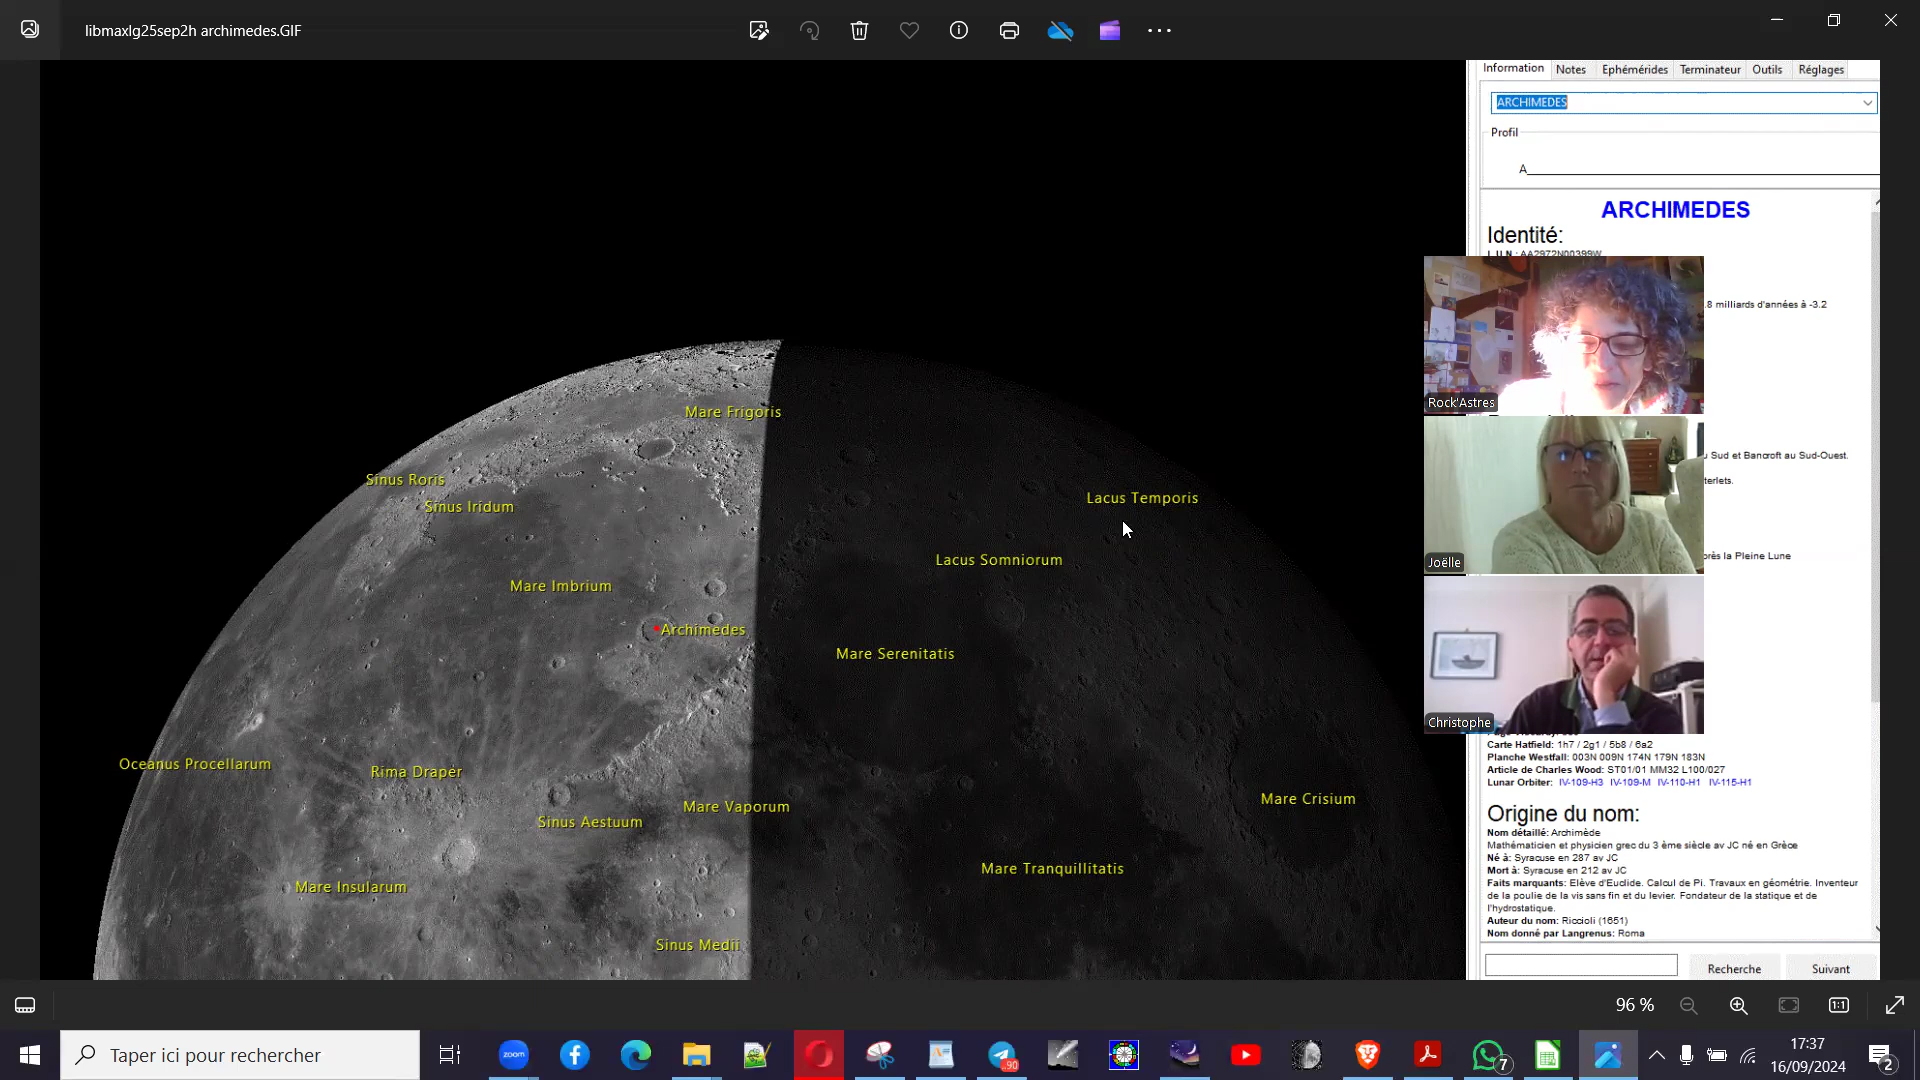 libmaxlg25sep2h archimedes.GIF
Information Notes Ephémérides Terminateur Outils Réglages
ARCHIMEDES
Profil
A
ARCHIMEDES
Identité:
L.U.N.: AA2972N00399W
8 milliards d'années à -3.2
Sud et Bancroft au Sud-Ouest.
terlets.
près la Pleine Lune
Carte Hatfield: 1h7 / 2g1 / 5b8 / 6a2
Planche Westfall: 003N 009N 174N 179N 183N
Article de Charles Wood: ST01/01 MM32 L100/027
Lunar Orbiter: IV-109-H3 IV-109-M IV-110-H1 IV-115-H1
Origine du nom:
Nom détaillé: Archimède
Mathématicien et physicien grec du 3 ème siècle av JC né en Grèce
Né à: Syracuse en 287 av JC
Mort à: Syracuse en 212 av JC
Faits marquants: Elève d'Euclide. Calcul de Pi. Travaux en géométrie. Inventeur
de la poulie de la vis sans fin et du levier. Fondateur de la statique et de
l'hydrostatique.
Auteur du nom: Riccioli (1651)
Nom donné par Langrenus: Roma
Recherche Suivant
Rock'Astres
Joëlle
Christophe
Mare Frigoris
Sinus Roris
Sinus Iridum
Lacus Temporis
Lacus Somniorum
Mare Imbrium
Archimedes
Mare Serenitatis
Oceanus Procellarum
Rima Draper
Mare Vaporum
Mare Crisium
Sinus Aestuum
Mare Tranquillitatis
Mare Insularum
Sinus Medii
96 %
1:1
Taper ici pour rechercher
zoom
90
7
17:37
16/09/2024
2